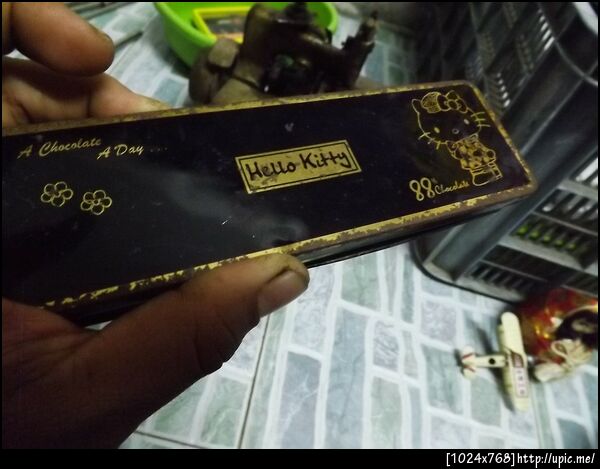 A Chocolate
A Day ...
Hello Kitty
88%
Chocolate
[1024x768]http://upic.me/